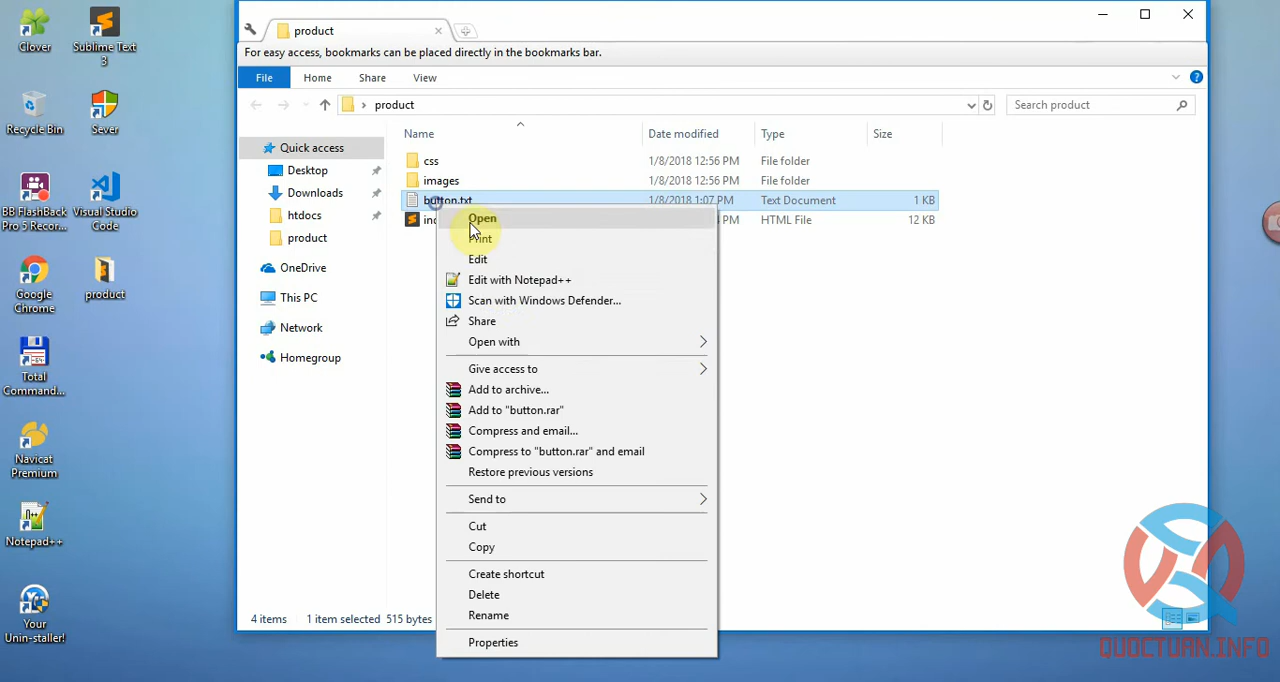 Clover
Sublime Text
3
Recycle Bin
Sever
BB FlashBack
Pro 5 Recor...
Visual Studio
Code
Google
Chrome
product
Total
Command...
Navicat
Premium
Notepad++
Your
Unin-staller!
product
For easy access, bookmarks can be placed directly in the bookmarks bar.
File Home Share View
product
Search product
Quick access
Desktop
Downloads
htdocs
product
OneDrive
This PC
Network
Homegroup
Name Date modified Type Size
css 1/8/2018 12:56 PM File folder
images 1/8/2018 12:56 PM File folder
button.txt 1/8/2018 1:07 PM Text Document 1 KB
PM HTML File 12 KB
Open
Print
Edit
Edit with Notepad++
Scan with Windows Defender...
Share
Open with
Give access to
Add to archive...
Add to "button.rar"
Compress and email...
Compress to "button.rar" and email
Restore previous versions
Send to
Cut
Copy
Create shortcut
Delete
Rename
Properties
4 items 1 item selected 515 bytes
QUOCTUAN.INFO